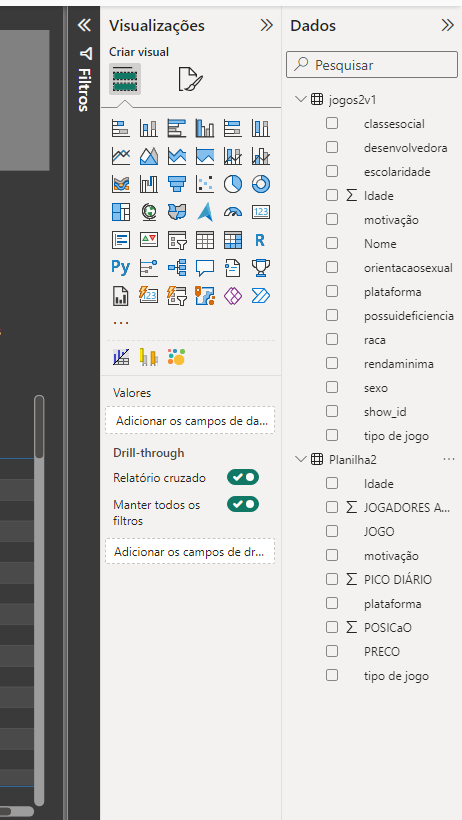 Filtros
Visualizações
Criar visual
123
R
Py
123
...
Valores
Adicionar os campos de da...
Drill-through
Relatório cruzado
Manter todos os
filtros
Adicionar os campos de dr...
Dados
Pesquisar
jogos2v1
classesocial
desenvolvedora
escolaridade
∑ Idade
motivação
Nome
orientacaosexual
plataforma
possuideficiencia
raca
rendaminima
sexo
show_id
tipo de jogo
Planilha2 ...
Idade
∑ JOGADORES A...
JOGO
motivação
∑ PICO DIÁRIO
plataforma
∑ POSICaO
PRECO
tipo de jogo